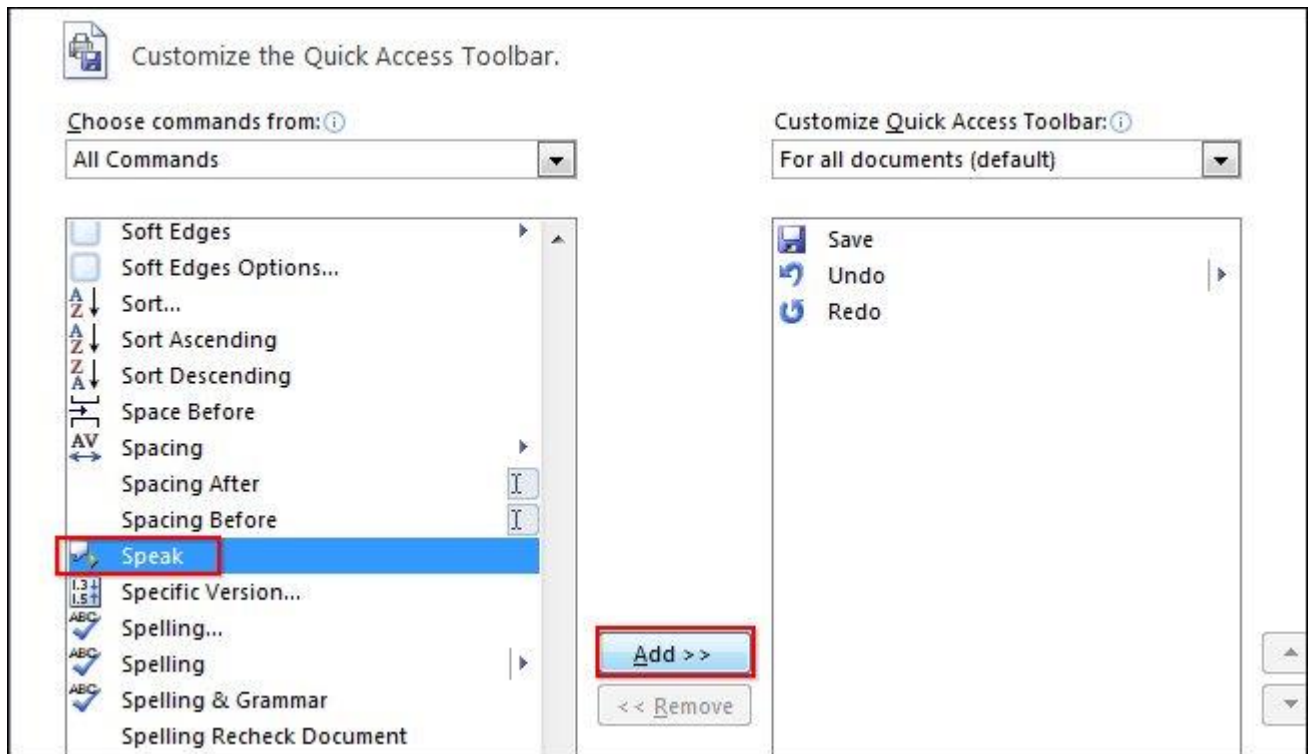 Customize the Quick Access Toolbar.
Choose commands from:
All Commands
Soft Edges
Soft Edges Options...
Sort...
Sort Ascending
Sort Descending
Space Before
Spacing
Spacing After
Spacing Before
Speak
Specific Version...
Spelling...
Spelling
Spelling & Grammar
Spelling Recheck Document
Add >>
<< Remove
Customize Quick Access Toolbar:
For all documents (default)
Save
Undo
Redo